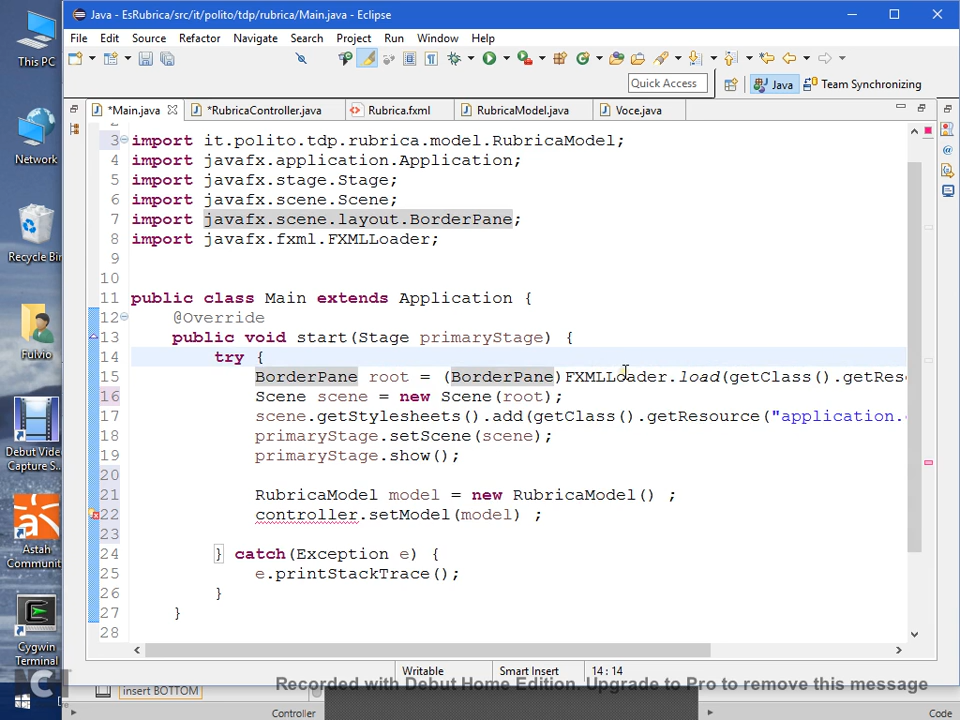 This PC
Network
Recycle Bin
Fulvio
Debut Video
Capture S...
Astah
Communit
Cygwin
Terminal
Java - EsRubrica/src/it/polito/tdp/rubrica/Main.java - Eclipse
File Edit Source Refactor Navigate Search Project Run Window Help
Quick Access Java Team Synchronizing
*Main.java *RubricaController.java Rubrica.fxml RubricaModel.java Voce.java
3 import it.polito.tdp.rubrica.model.RubricaModel;
4 import javafx.application.Application;
5 import javafx.stage.Stage;
6 import javafx.scene.Scene;
7 import javafx.scene.layout.BorderPane;
8 import javafx.fxml.FXMLLoader;
9
10
11 public class Main extends Application {
12 @Override
13 public void start(Stage primaryStage) {
14 try {
15 BorderPane root = (BorderPane)FXMLLoader.load(getClass().getRes
16 Scene scene = new Scene(root);
17 scene.getStylesheets().add(getClass().getResource("application.
18 primaryStage.setScene(scene);
19 primaryStage.show();
20
21 RubricaModel model = new RubricaModel() ;
22 controller.setModel(model) ;
23
24 } catch(Exception e) {
25 e.printStackTrace();
26 }
27 }
28
Writable Smart Insert 14 : 14
Recorded with Debut Home Edition. Upgrade to Pro to remove this message
insert BOTTOM
Controller Code